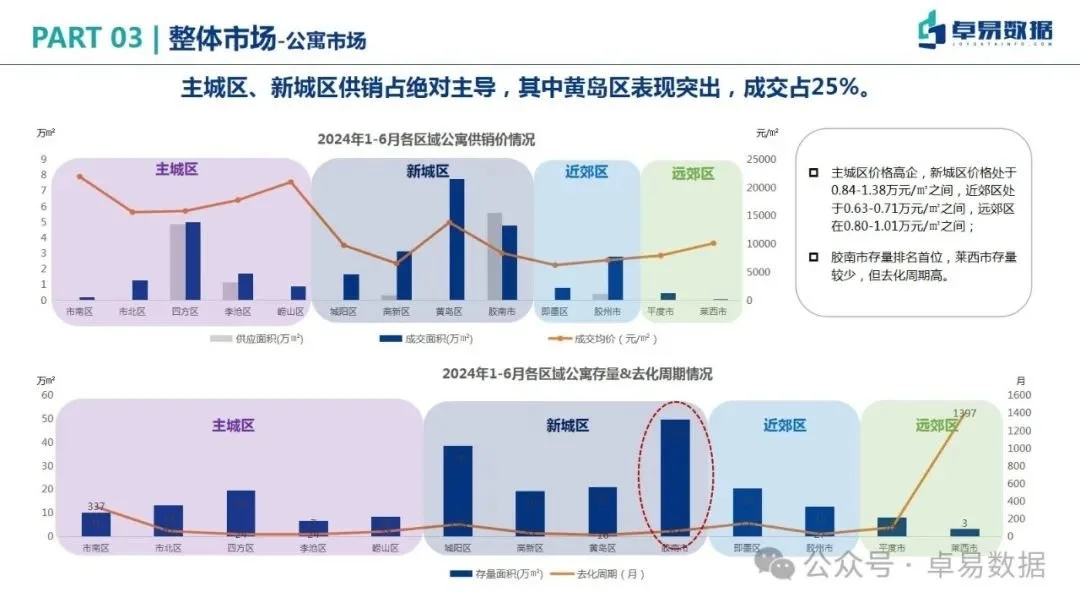 PART 03 | 整体市场-公寓市场
卓易数据
主城区、新城区供销占绝对主导，其中黄岛区表现突出，成交占25%。
万㎡
2024年1-6月各区域公寓供销价情况
元/㎡
主城区
新城区
近郊区
远郊区
9
8
7
6
5
4
3
2
1
0
25000
20000
15000
10000
5000
0
市南区
市北区
四方区
李沧区
崂山区
城阳区
高新区
黄岛区
胶南市
即墨区
胶州市
平度市
莱西市
供应面积(万㎡)
成交面积(万㎡)
成交均价（元/㎡）
主城区价格高企，新城区价格处于
0.84-1.38万元/㎡之间，近郊区处
于0.63-0.71万元/㎡之间，远郊区
在0.80-1.01万元/㎡之间；
胶南市存量排名首位，莱西市存量
较少，但去化周期高。
2024年1-6月各区域公寓存量&去化周期情况
万㎡
月
主城区
新城区
近郊区
远郊区
60
50
40
30
20
10
0
1600
1400
1200
1000
800
600
400
200
0
337
1397
3
市南区
市北区
四方区
李沧区
崂山区
城阳区
高新区
黄岛区
胶南市
即墨区
胶州市
平度市
莱西市
存量面积(万㎡)
去化周期（月）
公众号 · 卓易数据